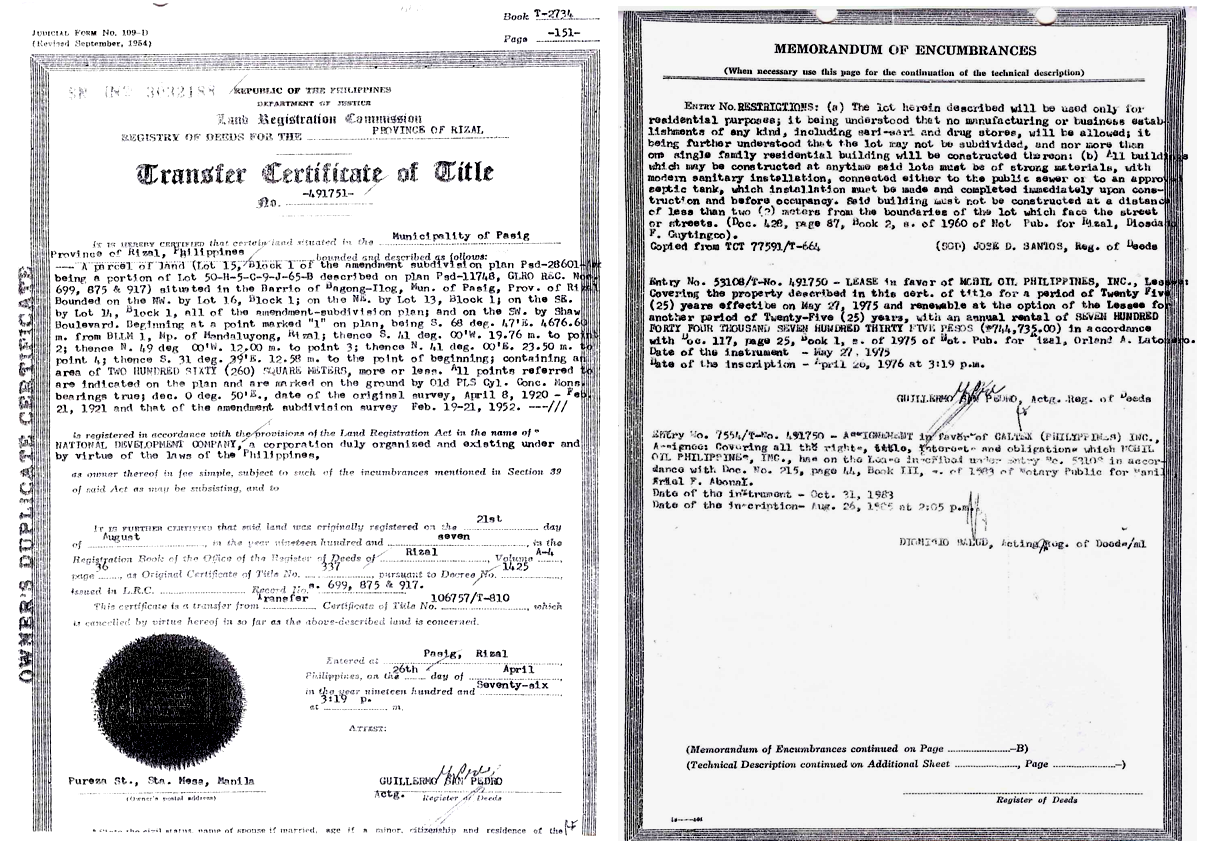 Book T-2734
Page -151-
JUDICIAL FORM No. 109-D
(Revised September, 1954)
REPUBLIC OF THE PHILIPPINES
DEPARTMENT OF JUSTICE
Land Registration Commission
REGISTRY OF DEEDS FOR THE PROVINCE OF RIZAL
Transfer Certificate of Title
No. -491751-
IT IS HEREBY CERTIFIED that certain land situated in the Municipality of Pasig
Province of Rizal, Philippines bounded and described as follows:
---- A parcel of land (Lot 15, Block 1 of the amendment subdivision plan Psd-28601
being a portion of Lot 50-H-5-C-9-J-65-B described plan Psd-11748, GLRO REC.
699, 875 & 917) situated in the Barrio of Bagong-Ilog, Mun. of Pasig, Prov. of
Bounded on the NW. by Lot 16, Block 1; on the NE. by Lot 13, Block 1; on the SE.
by Lot 14, Block 1, all of the amendment-subdivision plan; and on the SW. by Shaw
Boulevard. Beginning at a point marked "1" on plan, being S. 68 deg. 47'E. 4676.60
m. from BLLM 1, Mp. of Mandaluyong, Rizal; thence S. 41 deg. 00'W. 19.76 m. to point
2; thence N. 49 deg 00'W. 12.00 m. to point 3; thence N. 41 deg. 00'E. 23.50 m. to
point 4; thence S. 31 deg. 39'E. 12.58 m. to the point of beginning; containing an
area of TWO HUNDRED SIXTY (260) SQUARE METERS, more or less. All points referred to
are indicated on the plan and are marked on the ground by Old PLS Cyl. Conc. Mons.
bearings true; dec. 0 deg. 50'E., date of the original survey, April 8, 1920 - Feb.
21, 1921 and that of the amendment subdivision survey Feb. 19-21, 1952. ---///
is registered in accordance with the provisions of the Land Registration Act in the name of
NATIONAL DEVELOPMENT COMPANY, a corporation duly organized and existing under and
by virtue of the laws of the Philippines,
as owner thereof in fee simple, subject to such of the incumbrances mentioned in Section 39
of said Act as may be subsisting, and to
IT IS FURTHER CERTIFIED that said land was originally registered on the 21st day
of August, in the year nineteen hundred and seven, in the
Registration Book of the Office of the Register of Deeds of Rizal, Volume A-4
page 36, as Original Certificate of Title No. 337, pursuant to Decree No. 1425
issued in L.R.C. Record No. s. 699, 875 & 917.
This certificate is a transfer from Transfer Certificate of Title No. 106757/T-810, which
is cancelled by virtue hereof in so far as the above-described land is concerned.
Entered at Pasig, Rizal
Philippines, on the 26th day of April
in the year nineteen hundred and Seventy-six
at 3:19 p. m.
ATTEST:
Pureza St., Sta. Mesa, Manila
(Owner's postal address)
GUILLERMO SAN PEDRO
Actg. Register of Deeds
OWNER'S DUPLICATE CERTIFICATE
MEMORANDUM OF ENCUMBRANCES
(When necessary use this page for the continuation of the technical description)
Entry No. RESTRICTIONS: (a) The lot herein described will be used only for
residential purposes; it being understood that no manufacturing or business estab-
lishments of any kind, including sari-sari and drug stores, will be allowed; it
being further understood that the lot may not be subdivided, and nor more than
one single family residential building will be constructed thereon: (b) All buildings
which may be constructed at anytime said lots must be of strong materials, with
modern sanitary installation, connected either to the public sewer or to an approv
septic tank, which installation must be made and completed immediately upon cons-
truction and before occupancy. Said building must not be constructed at a distance
of less than two (2) meters from the boundaries of the lot which face the street
or streets. (Doc. 428, page 87, Book 2, s. of 1960 of Not. Pub. for Rizal, Diosda
F. Guytingco).
Copied from TCT 77591/T-664 (SGD) JOSE D. SANTOS, Reg. of Deeds
Entry No. 53108/T-No. 491750 - LEASE in favor of MOBIL OIL PHILIPPINES, INC., Lessee:
Covering the property described in this cert. of title for a period of Twenty Five
(25) years effective on May 27, 1975 and renewable at the option of the Lessee for
another period of Twenty-Five (25) years, with an annual rental of SEVEN HUNDRED
FORTY FOUR THOUSAND SEVEN HUNDRED THIRTY FIVE PESOS (₱744,735.00) in accordance
with Doc. 117, page 25, Book 1, s. of 1975 of Not. Pub. for Rizal, Orland A.
Date of the instrument - May 27, 1975
Date of the inscription - April 26, 1976 at 3:19 p.m.
GUILLERMO SAN PEDRO, Actg. Reg. of Deeds
Entry No. 7554/T-No. 491750 - ASSIGNEMENT in favor of CALTEX (PHILIPPINES) INC.,
Assignee: Covering all the rights, title, interests and obligations which MOBIL
OIL PHILIPPINES, INC., has on the Lease inscribed under Entry No. 53108 in accor-
dance with Doc. No. 215, page 44, Book III, s. of 1983 of Notary Public for Manil
Ariel F. Abonal.
Date of the instrument - Oct. 31, 1983
Date of the inscription- Aug. 26, 1985 at 2:05 p.m.
DIONISIO, Acting Reg. of Deeds/ml
(Memorandum of Encumbrances continued on Page ............-B)
(Technical Description continued on Additional Sheet ............, Page ............-)
Register of Deeds